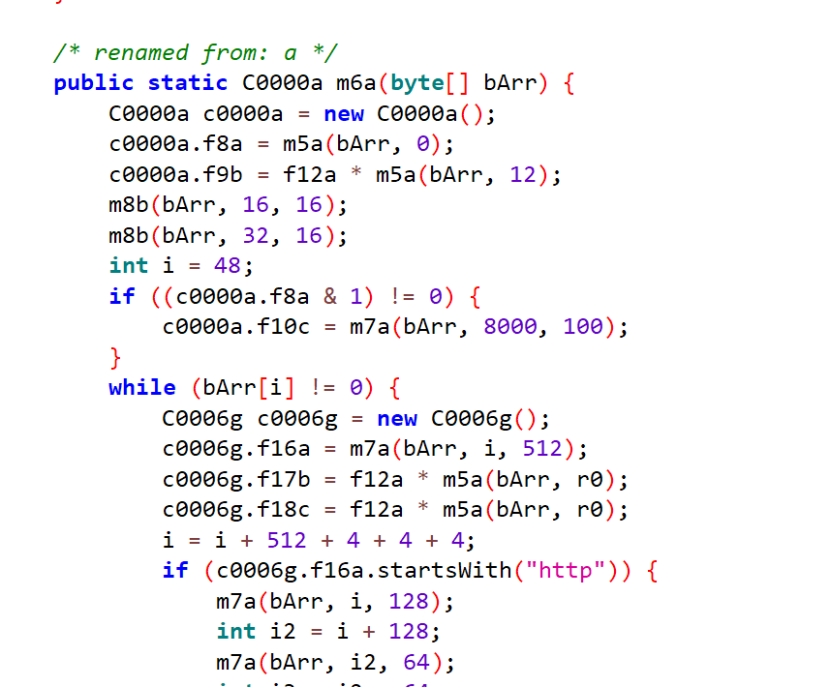 /* renamed from: a */
public static C0000a m6a(byte[] bArr) {
C0000a c0000a = new C0000a();
c0000a.f8a = m5a(bArr, 0);
c0000a.f9b = f12a * m5a(bArr, 12);
m8b(bArr, 16, 16);
m8b(bArr, 32, 16);
int i = 48;
if ((c0000a.f8a & 1) != 0) {
c0000a.f10c = m7a(bArr, 8000, 100);
}
while (bArr[i] != 0) {
C0006g c0006g = new C0006g();
c0006g.f16a = m7a(bArr, i, 512);
c0006g.f17b = f12a * m5a(bArr, r0);
c0006g.f18c = f12a * m5a(bArr, r0);
i = i + 512 + 4 + 4 + 4;
if (c0006g.f16a.startsWith("http")) {
m7a(bArr, i, 128);
int i2 = i + 128;
m7a(bArr, i2, 64);